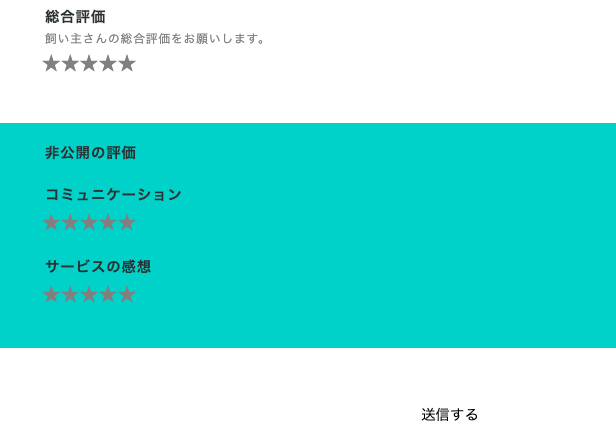 総合評価
飼い主さんの総合評価をお願いします。
★★★★★
非公開の評価
コミュニケーション
★★★★★
サービスの感想
★★★★★
送信する